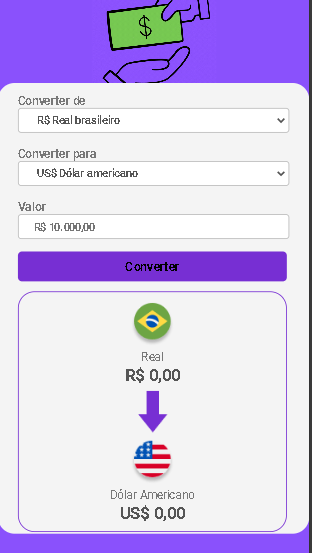 $
Converter de
R$ Real brasileiro
Converter para
US$ Dólar americano
Valor
R$ 10.000,00
Converter
Real
R$ 0,00
Dólar Americano
US$ 0,00